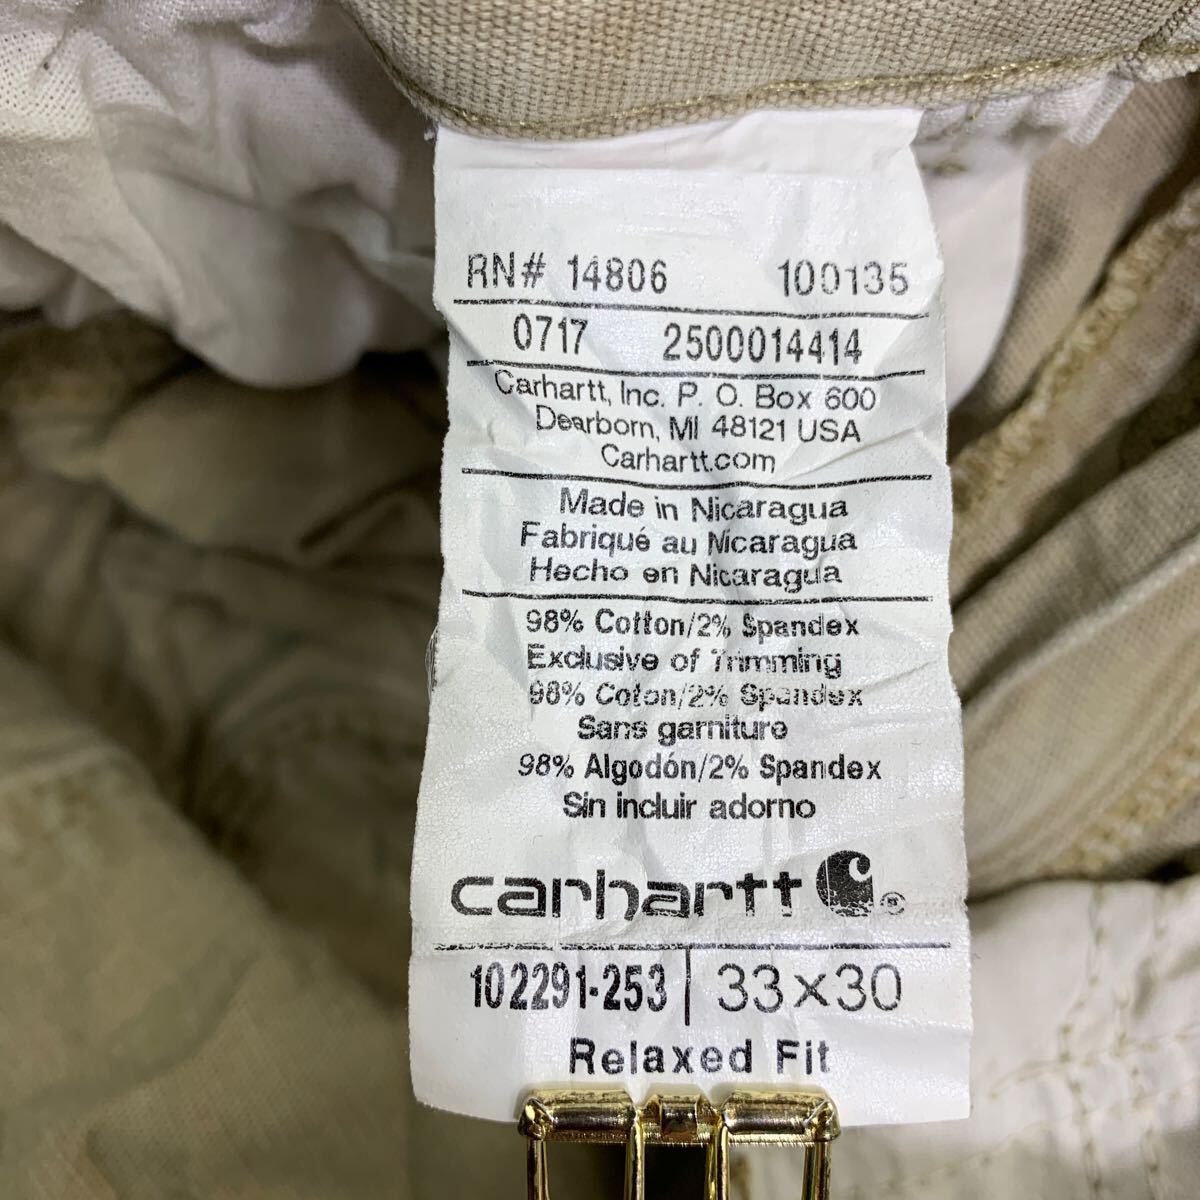 RN# 14806 100135
0717 2500014414
Carhartt, Inc. P. O. Box 600
Dearborn, MI 48121 USA
Carhartt.com
Made in Nicaragua
Fabriqué au Nicaragua
Hecho en Nicaragua
98% Cotton/2% Spandex
Exclusive of Trimming
98% Coton/2% Spandex
Sans garniture
98% Algodón/2% Spandex
Sin incluir adorno
carhartt ®
102291-253 33x30
Relaxed Fit